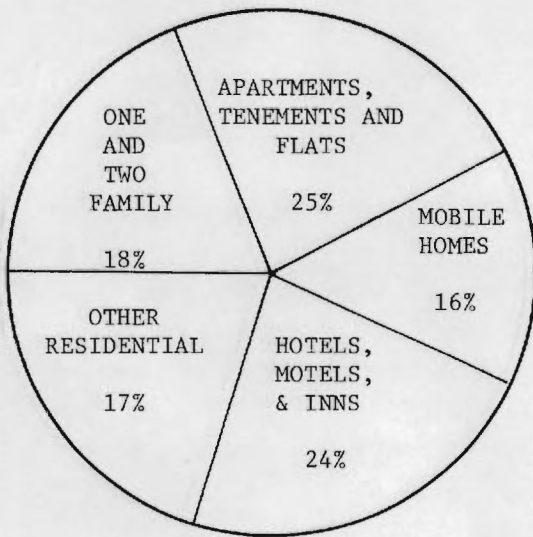 APARTMENTS,
TENEMENTS AND
FLATS
25%
ONE
AND
TWO
FAMILY
18%
MOBILE
HOMES
16%
OTHER
RESIDENTIAL
17%
HOTELS,
MOTELS,
& INNS
24%